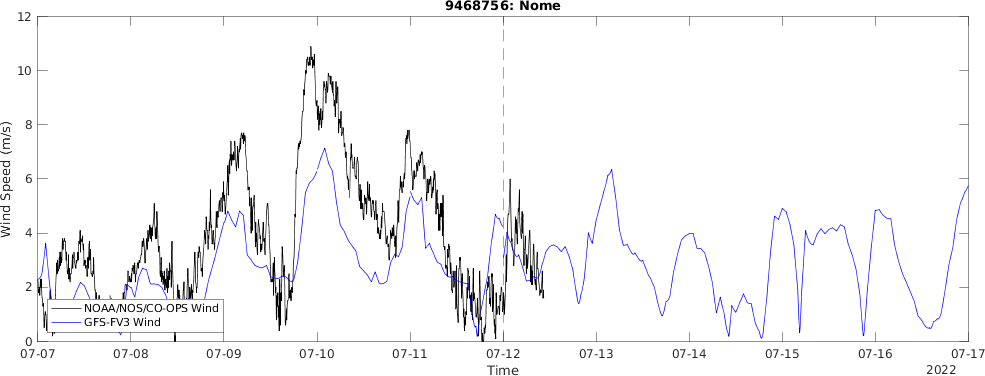 9468756: Nome
12
10
8
6
4
2
0
Wind Speed (m/s)
NOAA/NOS/CO-OPS Wind
GFS-FV3 Wind
07-07 07-08 07-09 07-10 07-11 07-12 07-13 07-14 07-15 07-16 07-17
Time
2022